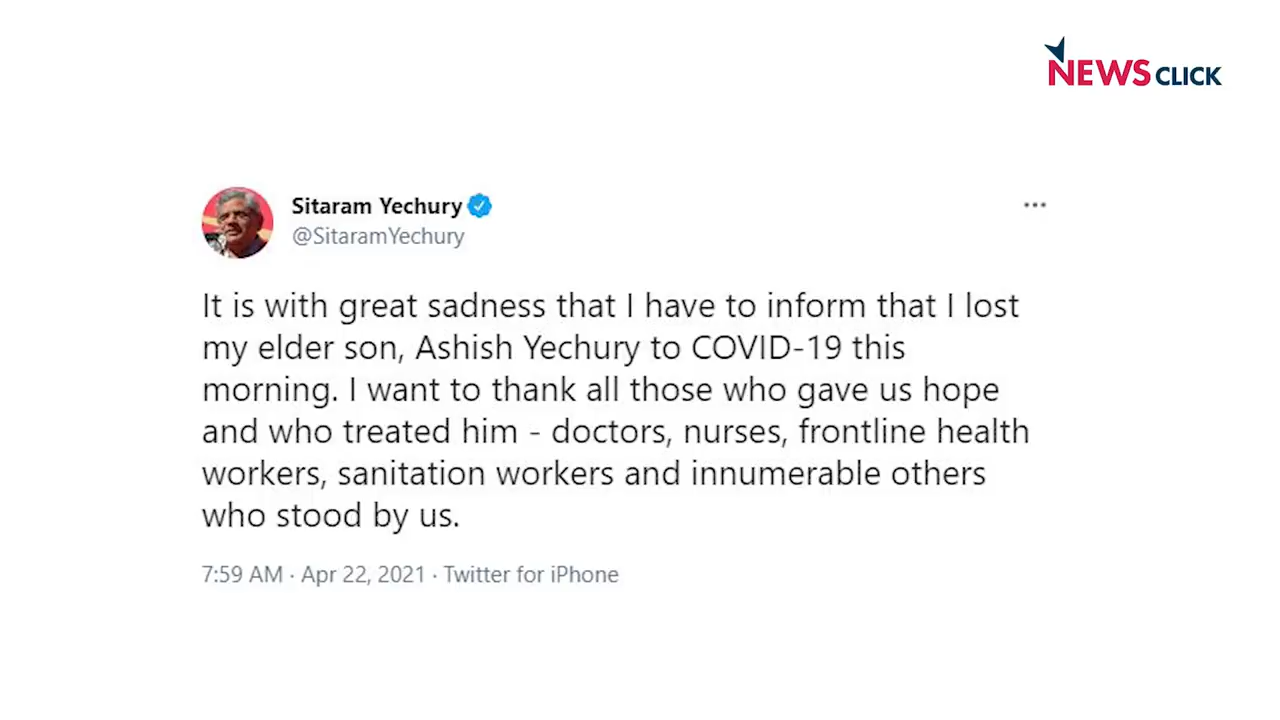 NEWS CLICK
Sitaram Yechury
@SitaramYechury
It is with great sadness that I have to inform that I lost
my elder son, Ashish Yechury to COVID-19 this
morning. I want to thank all those who gave us hope
and who treated him - doctors, nurses, frontline health
workers, sanitation workers and innumerable others
who stood by us.
7:59 AM · Apr 22, 2021 · Twitter for iPhone